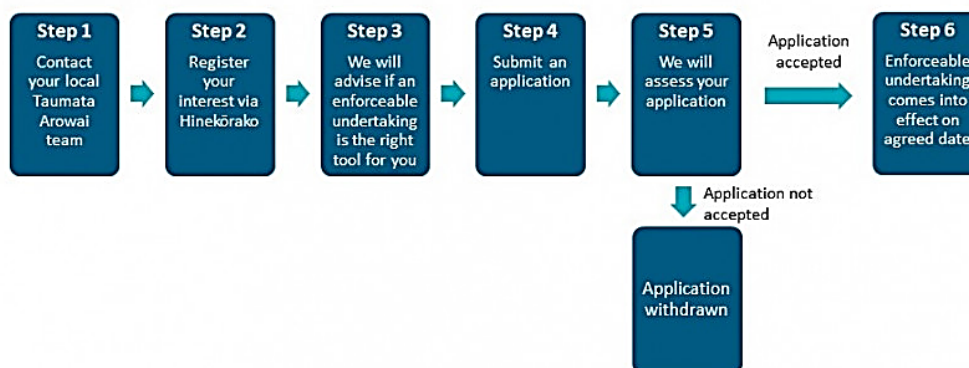 Step 1
Contact
your local
Taumata
Arowai
team
Step 2
Register
your
interest via
Hinekōrako
Step 3
We will
advise if an
enforceable
undertaking
is the right
tool for you
Step 4
Submit an
application
Step 5
We will
assess your
application
Application
accepted
Step 6
Enforceable
undertaking
comes into
effect on
agreed date
Application not
accepted
Application
withdrawn